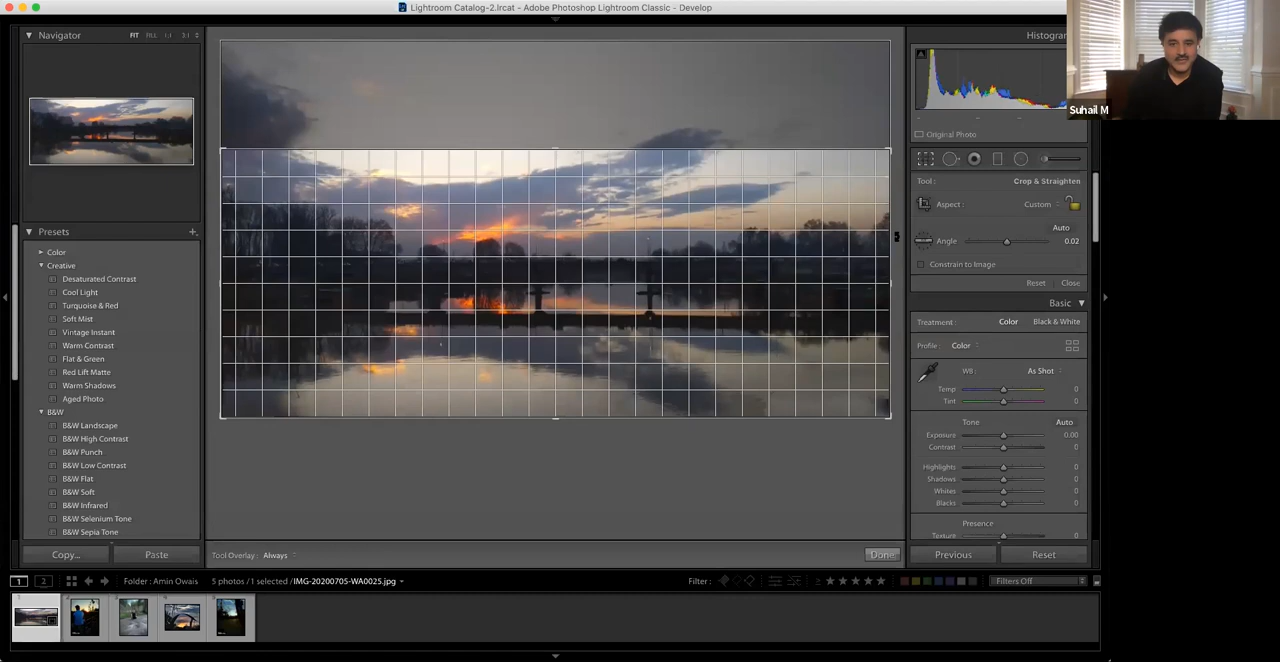 Lightroom Catalog-2.lrcat - Adobe Photoshop Lightroom Classic - Develop
Navigator
FIT FILL 1:1 3:1
Histogram
Suhail M
Original Photo
Tool : Crop & Straighten
Aspect : Custom
Auto
Angle 0.02
Constrain to Image
Reset Close
Presets
Color
Creative
Desaturated Contrast
Cool Light
Turquoise & Red
Soft Mist
Vintage Instant
Warm Contrast
Flat & Green
Red Lift Matte
Warm Shadows
Aged Photo
B&W
B&W Landscape
B&W High Contrast
B&W Punch
B&W Low Contrast
B&W Flat
B&W Soft
B&W Infrared
B&W Selenium Tone
B&W Sepia Tone
Basic
Treatment : Color Black & White
Profile : Color
WB : As Shot
Temp 0
Tint 0
Tone Auto
Exposure 0.00
Contrast 0
Highlights 0
Shadows 0
Whites 0
Blacks 0
Presence
Texture 0
Copy... Paste
Tool Overlay : Always
Done
Previous Reset
1 2
Folder : Amin Owais
5 photos / 1 selected / IMG-20200705-WA0025.jpg
Filter :
Filters Off